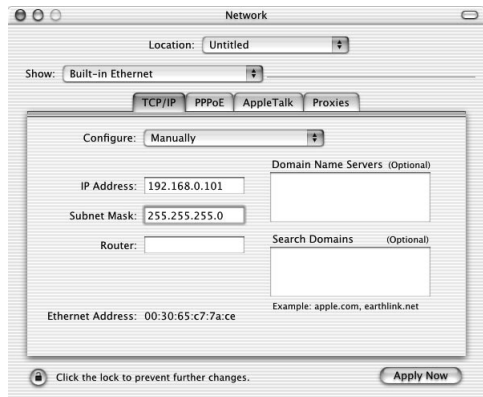 Network
Location: Untitled
Show: Built-in Ethernet
TCP/IP PPPoE AppleTalk Proxies
Configure: Manually
Domain Name Servers (Optional)
IP Address: 192.168.0.101
Subnet Mask: 255.255.255.0
Router:
Search Domains (Optional)
Example: apple.com, earthlink.net
Ethernet Address: 00:30:65:c7:7a:ce
Click the lock to prevent further changes.
Apply Now